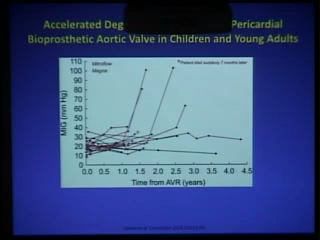 Accelerated Deg Pericardial
Bioprosthetic Aortic Valve in Children and Young Adults
Mitroflow
Magna
*Patient died suddenly 7 months later
MIG (mm Hg)
110
100
90
80
70
60
50
40
30
20
10
0
0.0 0.5 1.0 1.5 2.0 2.5 3.0 3.5 4.0 4.5
Time from AVR (years)